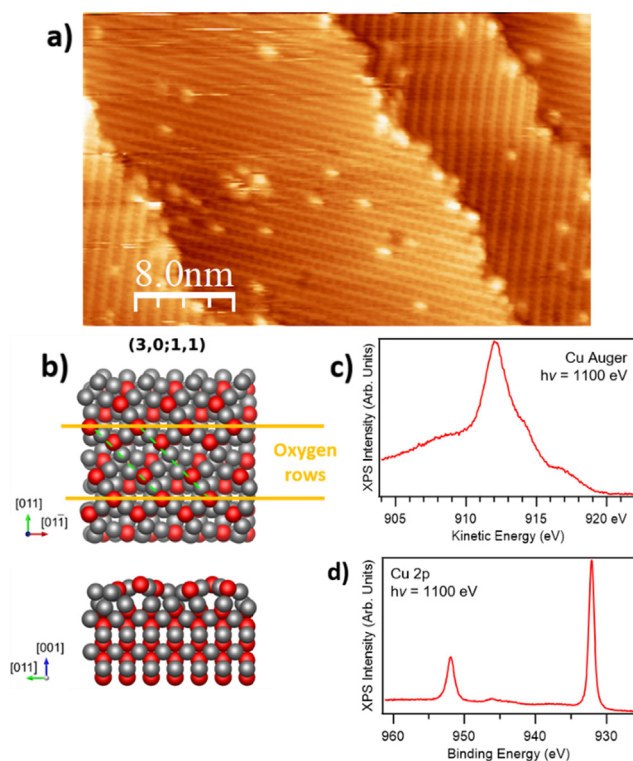 a)
8.0nm
b)
(3,0;1,1)
Oxygen
rows
[011]
[011̅]
[001]
[011]
c)
XPS Intensity (Arb. Units)
Cu Auger
hν = 1100 eV
905 910 915 920 eV
Kinetic Energy (eV)
d)
XPS Intensity (Arb. Units)
Cu 2p
hν = 1100 eV
960 950 940 930
Binding Energy (eV)